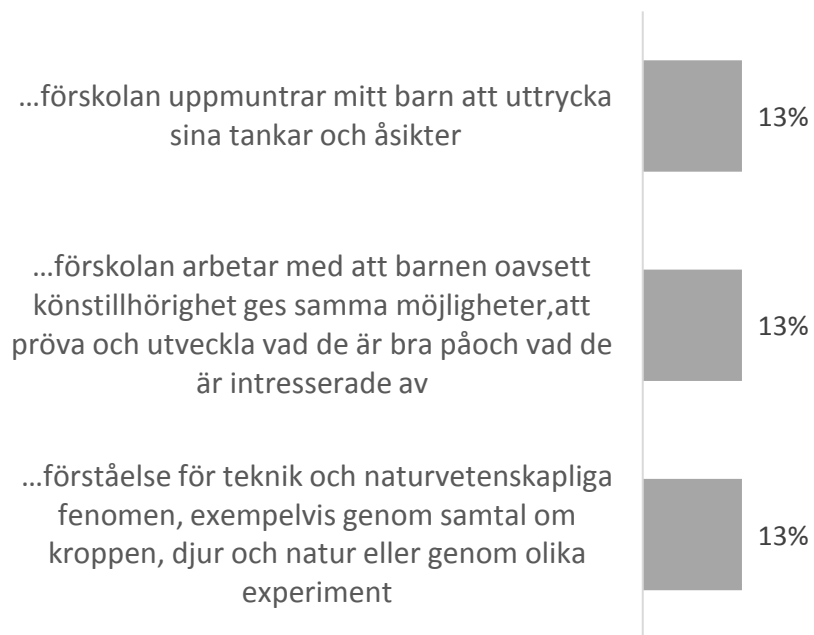 ...förskolan uppmuntrar mitt barn att uttrycka
sina tankar och åsikter
13%
...förskolan arbetar med att barnen oavsett
könstillhörighet ges samma möjligheter,att
pröva och utveckla vad de är bra påoch vad de
är intresserade av
13%
...förståelse för teknik och naturvetenskapliga
fenomen, exempelvis genom samtal om
kroppen, djur och natur eller genom olika
experiment
13%